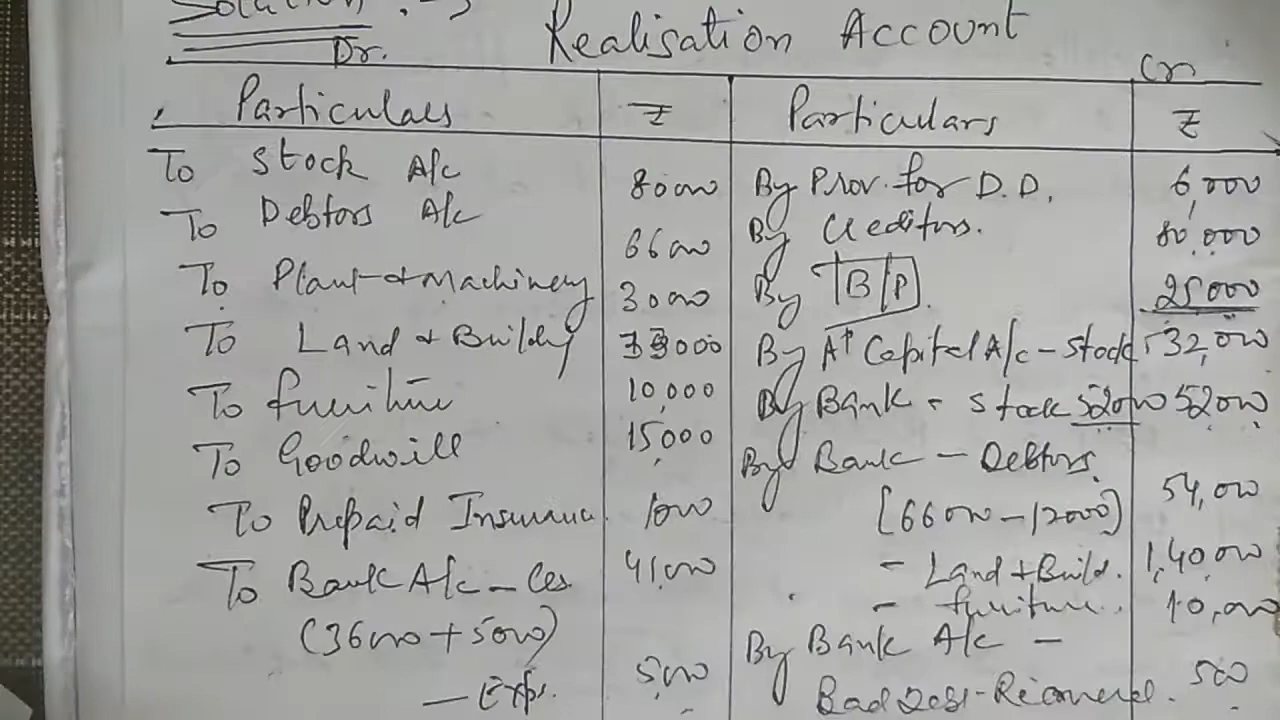 Solution :→
Realisation Account
Dr. Cr
Particulars ₹ Particulars ₹
To Stock A/c 80000 By Prov. for D.D. 6,000
To Debtors A/c 66000 By Creditors. 80,000
To Plant & Machinery 30000 By B/P. 25000
To Land & Building 000 By A's Capital A/c - Stock 32,000
To furniture 10,000 By Bank - Stock 52000 52000
To Goodwill 15,000 By Bank - Debtors.
To Prepaid Insurance 1000 [66000-12000) 54,000
To Bank A/c - Crs. 41000 - Land & Build. 1,40,000
(36000+5000) - furniture. 10,000
- Exps. By Bank A/c -
Bad Debt-Recovered.